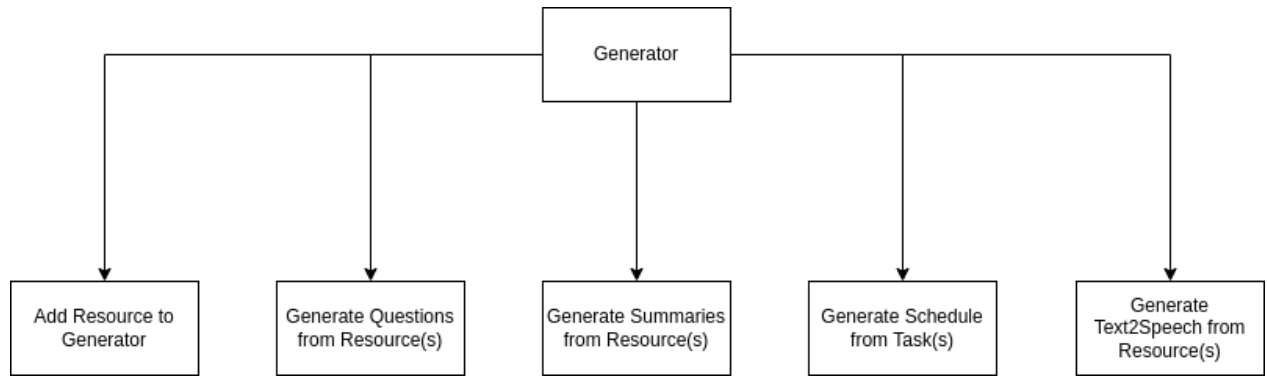 Generator
Add Resource to
Generator
Generate Questions
from Resource(s)
Generate Summaries
from Resource(s)
Generate Schedule
from Task(s)
Generate
Text2Speech from
Resource(s)